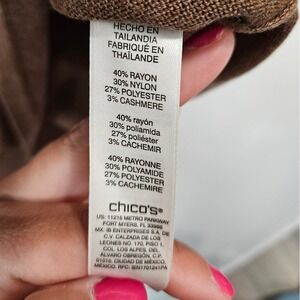 HECHO EN
TAILANDIA
FABRIQUÉ EN
THAÏLANDE
40% RAYON
30% NYLON
27% POLYESTER
3% CASHMERE
40% rayón
30% poliamida
27% poliéster
3% CACHEMIR
40% RAYONNE
30% POLYAMIDE
27% POLYESTER
3% CACHEMIRE
chico's®
US: 11215 METRO PARKWAY,
FORT MYERS, FL 33966
MX: IB ENTERPRISES S.A. DE
C.V. CALZADA DE LOS
LEONES NO. 170, PISO 1,
COL. LOS ALPES, DEL.
ALVARO OBREGÓN, C.P.
01010, CIUDAD DE MÉXICO,
MÉXICO, RFC: